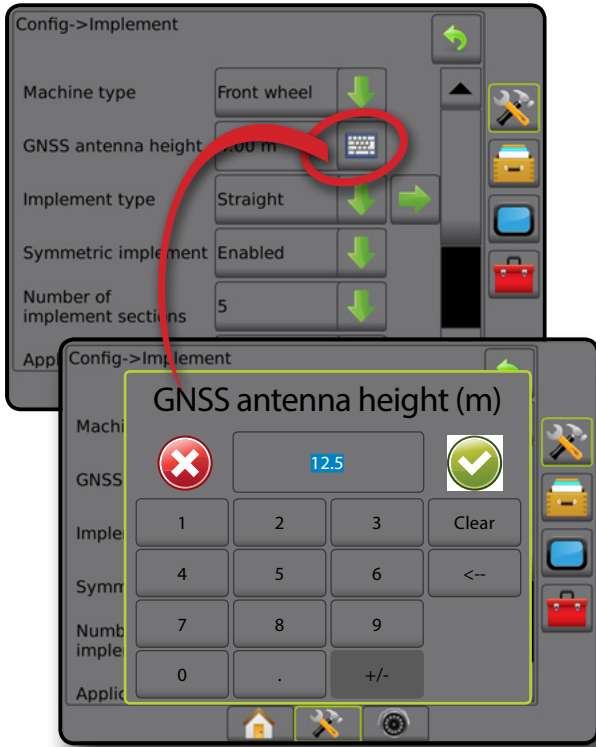 Config->Implement
Machine type Front wheel
GNSS antenna height .00 m
Implement type Straight
Symmetric implement Enabled
Number of
implement sections 5
Appl
Config->Implement
GNSS antenna height (m)
Machi
12.5
GNSS
1 2 3 Clear
Imple
4 5 6 <--
Symm
7 8 9
Numb
imple
0 . +/-
Applic